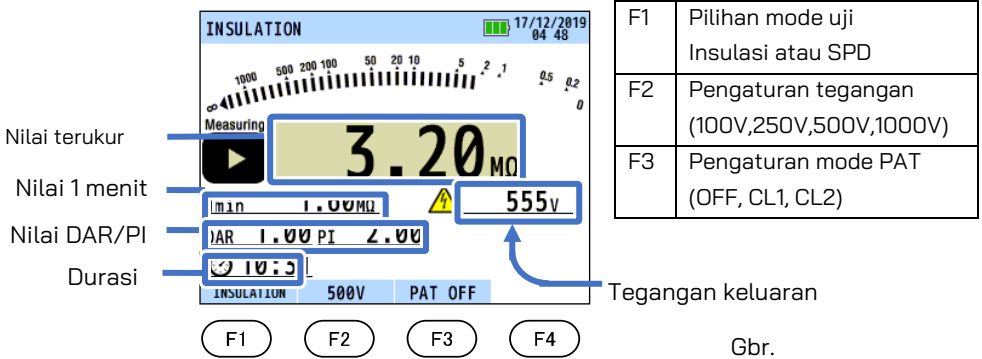 INSULATION
17/12/2019
04 48
∞ 1000 500 200 100 50 20 10 5 2 1 0.5 0.2 0
Measuring
Nilai terukur
3.20 MΩ
Nilai 1 menit
1min 1.00MΩ
555V
Nilai DAR/PI
DAR 1.00 PI 2.00
Durasi
INSULATION 500V PAT OFF
Tegangan keluaran
F1 F2 F3 F4
Gbr.
F1 Pilihan mode uji
Insulasi atau SPD
F2 Pengaturan tegangan
(100V,250V,500V,1000V)
F3 Pengaturan mode PAT
(OFF, CL1, CL2)